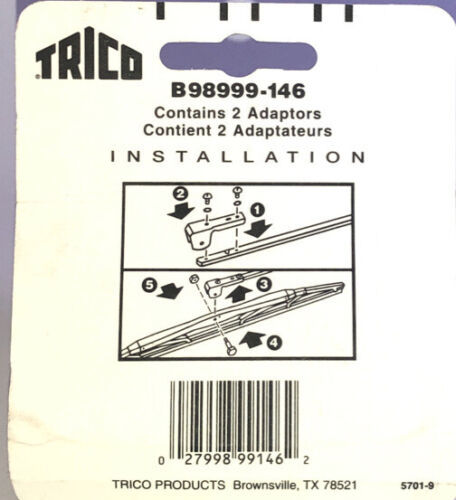 TRICO
B98999-146
Contains 2 Adaptors
Contient 2 Adaptateurs
INSTALLATION
2
1
5
3
4
0 27998 99146 2
TRICO PRODUCTS Brownsville, TX 78521
5701-9